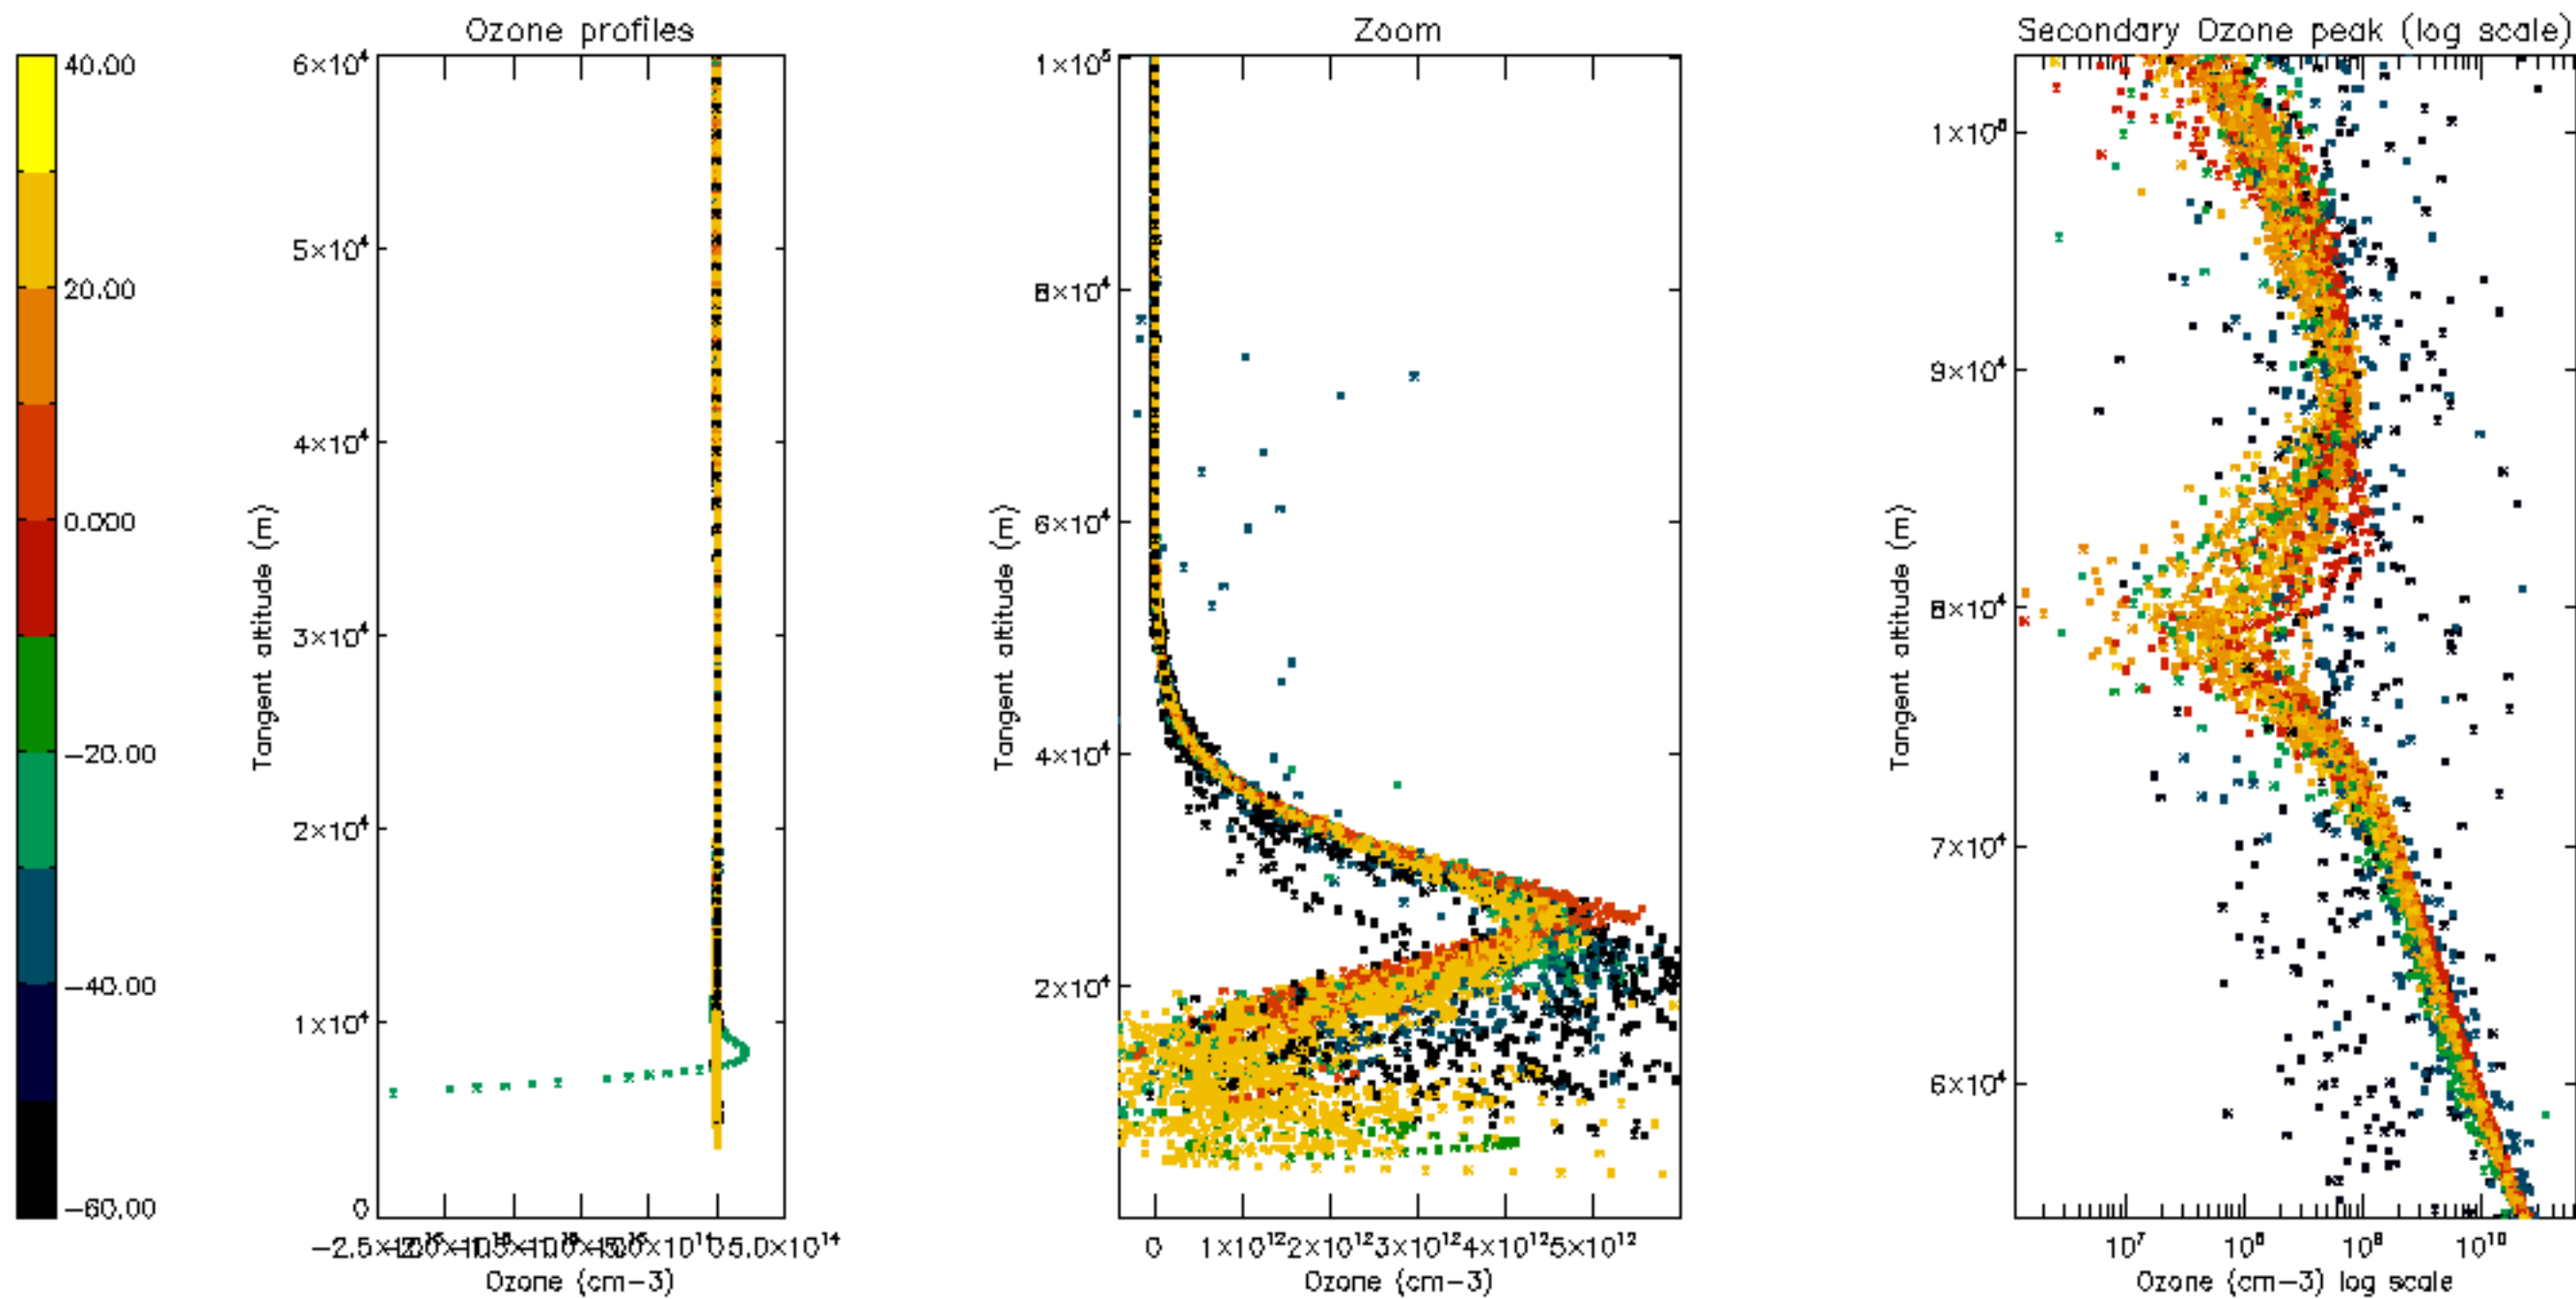 Ozone profiles
Zoom
Secondary Ozone peak (log scale)
40.00
20.00
0.000
−20.00
−40.00
−60.00
6×10⁴
5×10⁴
4×10⁴
3×10⁴
2×10⁴
1×10⁴
0
Tangent altitude (m)
5.0×10¹⁴
Ozone (cm−3)
1×10⁵
8×10⁴
6×10⁴
4×10⁴
2×10⁴
Tangent altitude (m)
0 1×10¹² 2×10¹² 3×10¹² 4×10¹² 5×10¹²
Ozone (cm−3)
9×10⁴
8×10⁴
7×10⁴
6×10⁴
Tangent altitude (m)
10⁷ 10⁸ 10⁹ 10¹⁰
Ozone (cm−3) log scale